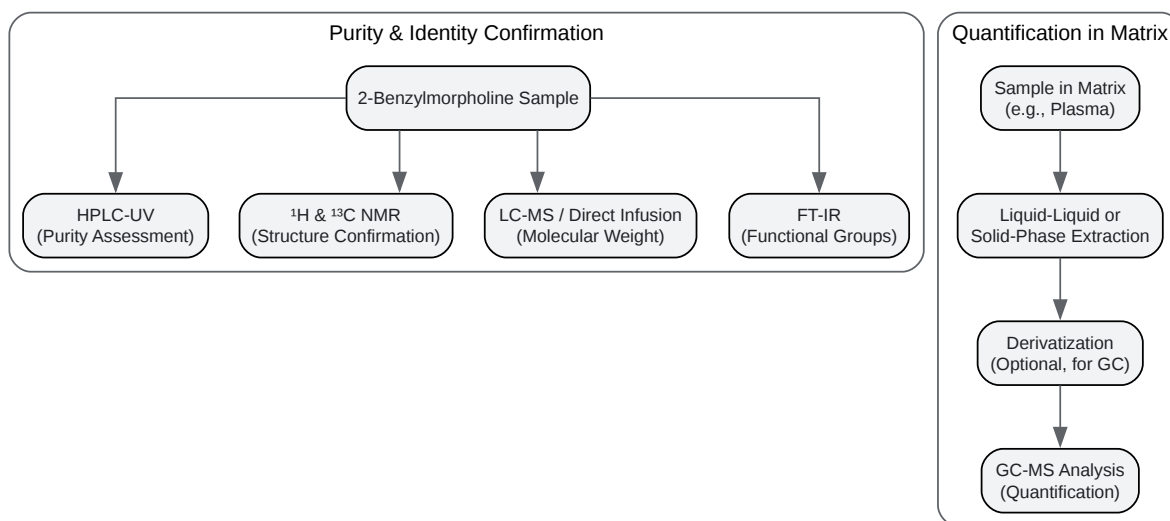 Purity & Identity Confirmation
2-Benzylmorpholine Sample
HPLC-UV
(Purity Assessment)
¹H & ¹³C NMR
(Structure Confirmation)
LC-MS / Direct Infusion
(Molecular Weight)
FT-IR
(Functional Groups)
Quantification in Matrix
Sample in Matrix
(e.g., Plasma)
Liquid-Liquid or
Solid-Phase Extraction
Derivatization
(Optional, for GC)
GC-MS Analysis
(Quantification)